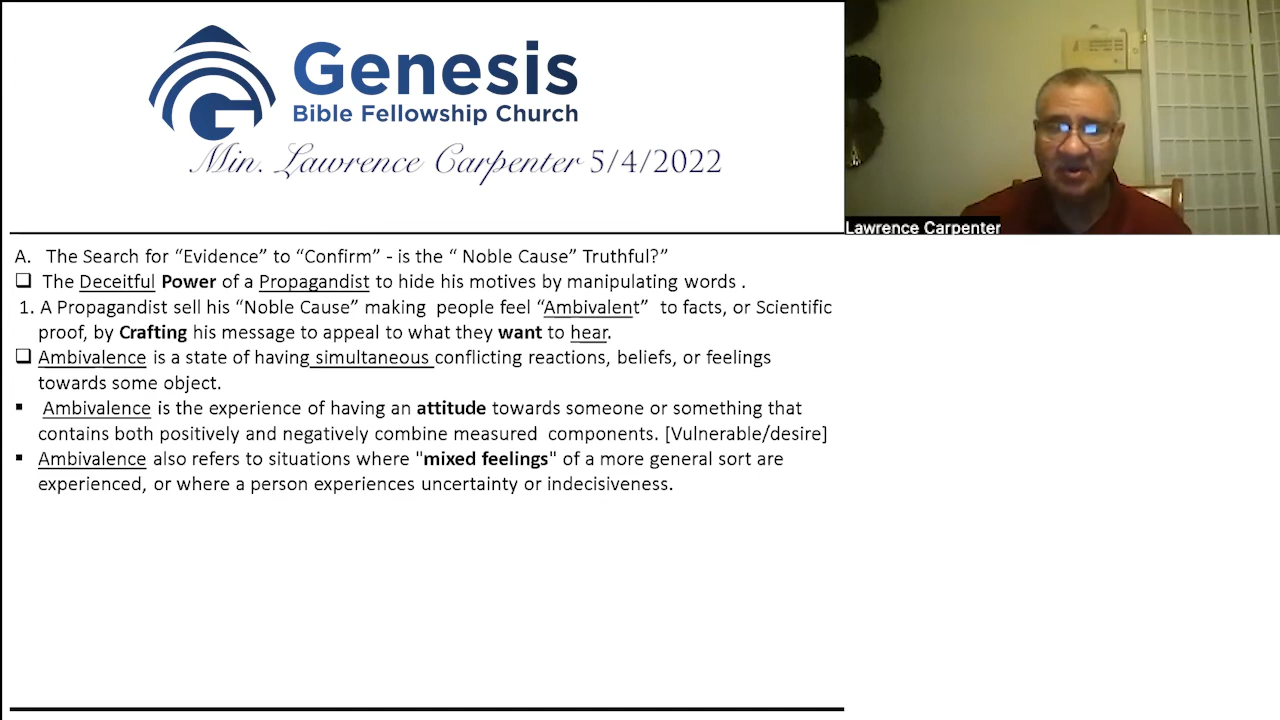 Genesis
Bible Fellowship Church
Min. Lawrence Carpenter 5/4/2022
Lawrence Carpenter
A. The Search for “Evidence” to “Confirm” - is the “ Noble Cause” Truthful?”
❑ The Deceitful Power of a Propagandist to hide his motives by manipulating words .
1. A Propagandist sell his “Noble Cause” making people feel “Ambivalent” to facts, or Scientific
proof, by Crafting his message to appeal to what they want to hear.
❑ Ambivalence is a state of having simultaneous conflicting reactions, beliefs, or feelings
towards some object.
▪ Ambivalence is the experience of having an attitude towards someone or something that
contains both positively and negatively combine measured components. [Vulnerable/desire]
▪ Ambivalence also refers to situations where "mixed feelings" of a more general sort are
experienced, or where a person experiences uncertainty or indecisiveness.